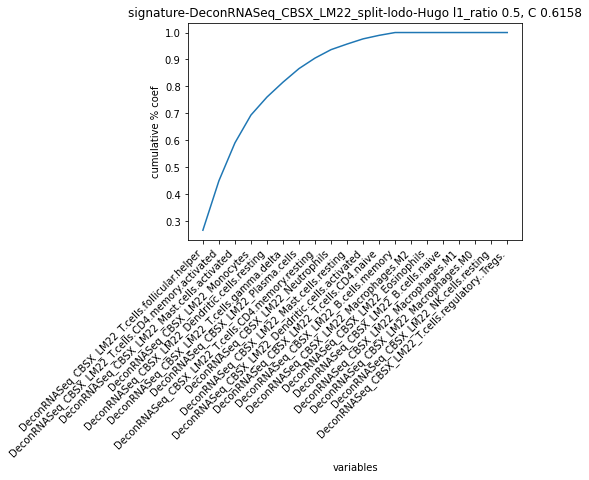 signature-DeconRNASeq_CBSX_LM22_split-lodo-Hugo l1_ratio 0.5, C 0.6158
cumulative % coef
1.0
0.9
0.8
0.7
0.6
0.5
0.4
0.3
DeconRNASeq_CBSX_LM22_T.cells.follicular.helper
DeconRNASeq_CBSX_LM22_T.cells.CD4.memory.activated
DeconRNASeq_CBSX_LM22_Mast.cells.activated
DeconRNASeq_CBSX_LM22_Monocytes
DeconRNASeq_CBSX_LM22_Dendritic.cells.resting
DeconRNASeq_CBSX_LM22_T.cells.gamma.delta
DeconRNASeq_CBSX_LM22_Plasma.cells
DeconRNASeq_CBSX_LM22_T.cells.CD4.memory.resting
DeconRNASeq_CBSX_LM22_Neutrophils
DeconRNASeq_CBSX_LM22_Mast.cells.resting
DeconRNASeq_CBSX_LM22_Dendritic.cells.activated
DeconRNASeq_CBSX_LM22_T.cells.CD4.naive
DeconRNASeq_CBSX_LM22_B.cells.memory
DeconRNASeq_CBSX_LM22_Macrophages.M2
DeconRNASeq_CBSX_LM22_Eosinophils
DeconRNASeq_CBSX_LM22_B.cells.naive
DeconRNASeq_CBSX_LM22_Macrophages.M1
DeconRNASeq_CBSX_LM22_Macrophages.M0
DeconRNASeq_CBSX_LM22_NK.cells.resting
DeconRNASeq_CBSX_LM22_T.cells.regulatory..Tregs.
variables